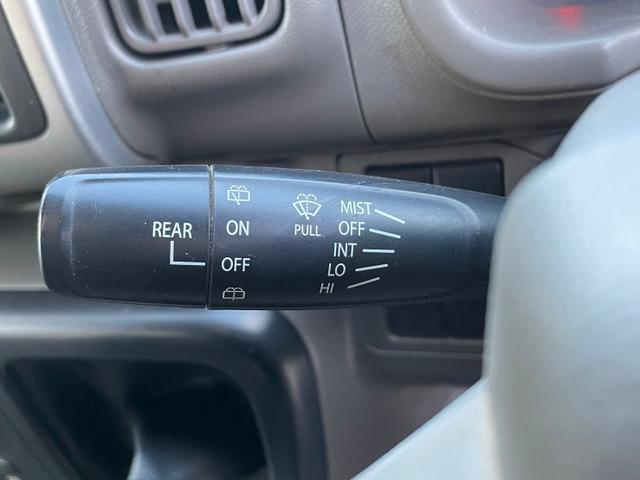 REAR
ON
OFF
PULL
MIST
OFF
INT
LO
HI